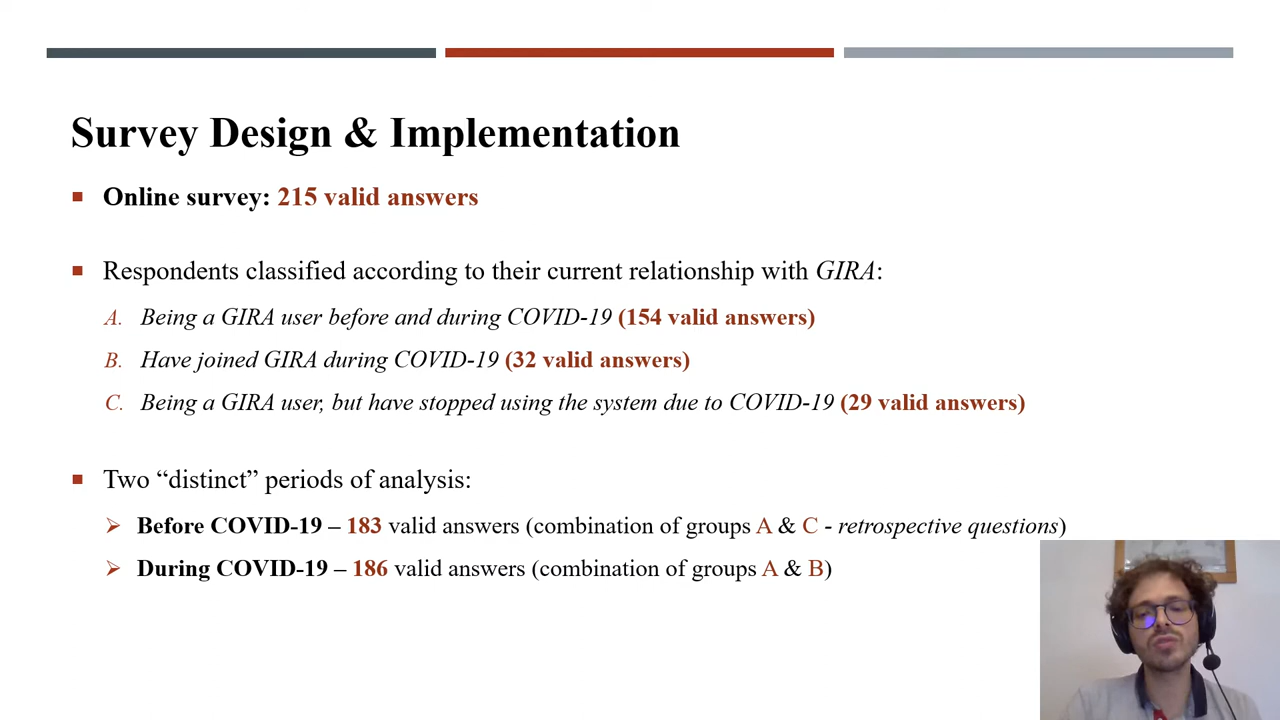 Survey Design & Implementation
▪ Online survey: 215 valid answers
▪ Respondents classified according to their current relationship with GIRA:
A. Being a GIRA user before and during COVID-19 (154 valid answers)
B. Have joined GIRA during COVID-19 (32 valid answers)
C. Being a GIRA user, but have stopped using the system due to COVID-19 (29 valid answers)
▪ Two “distinct” periods of analysis:
➢ Before COVID-19 – 183 valid answers (combination of groups A & C - retrospective questions)
➢ During COVID-19 – 186 valid answers (combination of groups A & B)